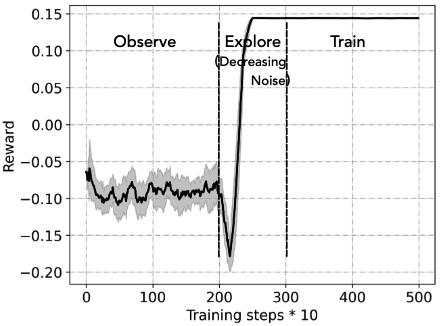 0.15
0.10
0.05
0.00
−0.05
−0.10
−0.15
−0.20
Reward
Observe
Explore
(Decreasing
Noise)
Train
0
100
200
300
400
500
Training steps * 10